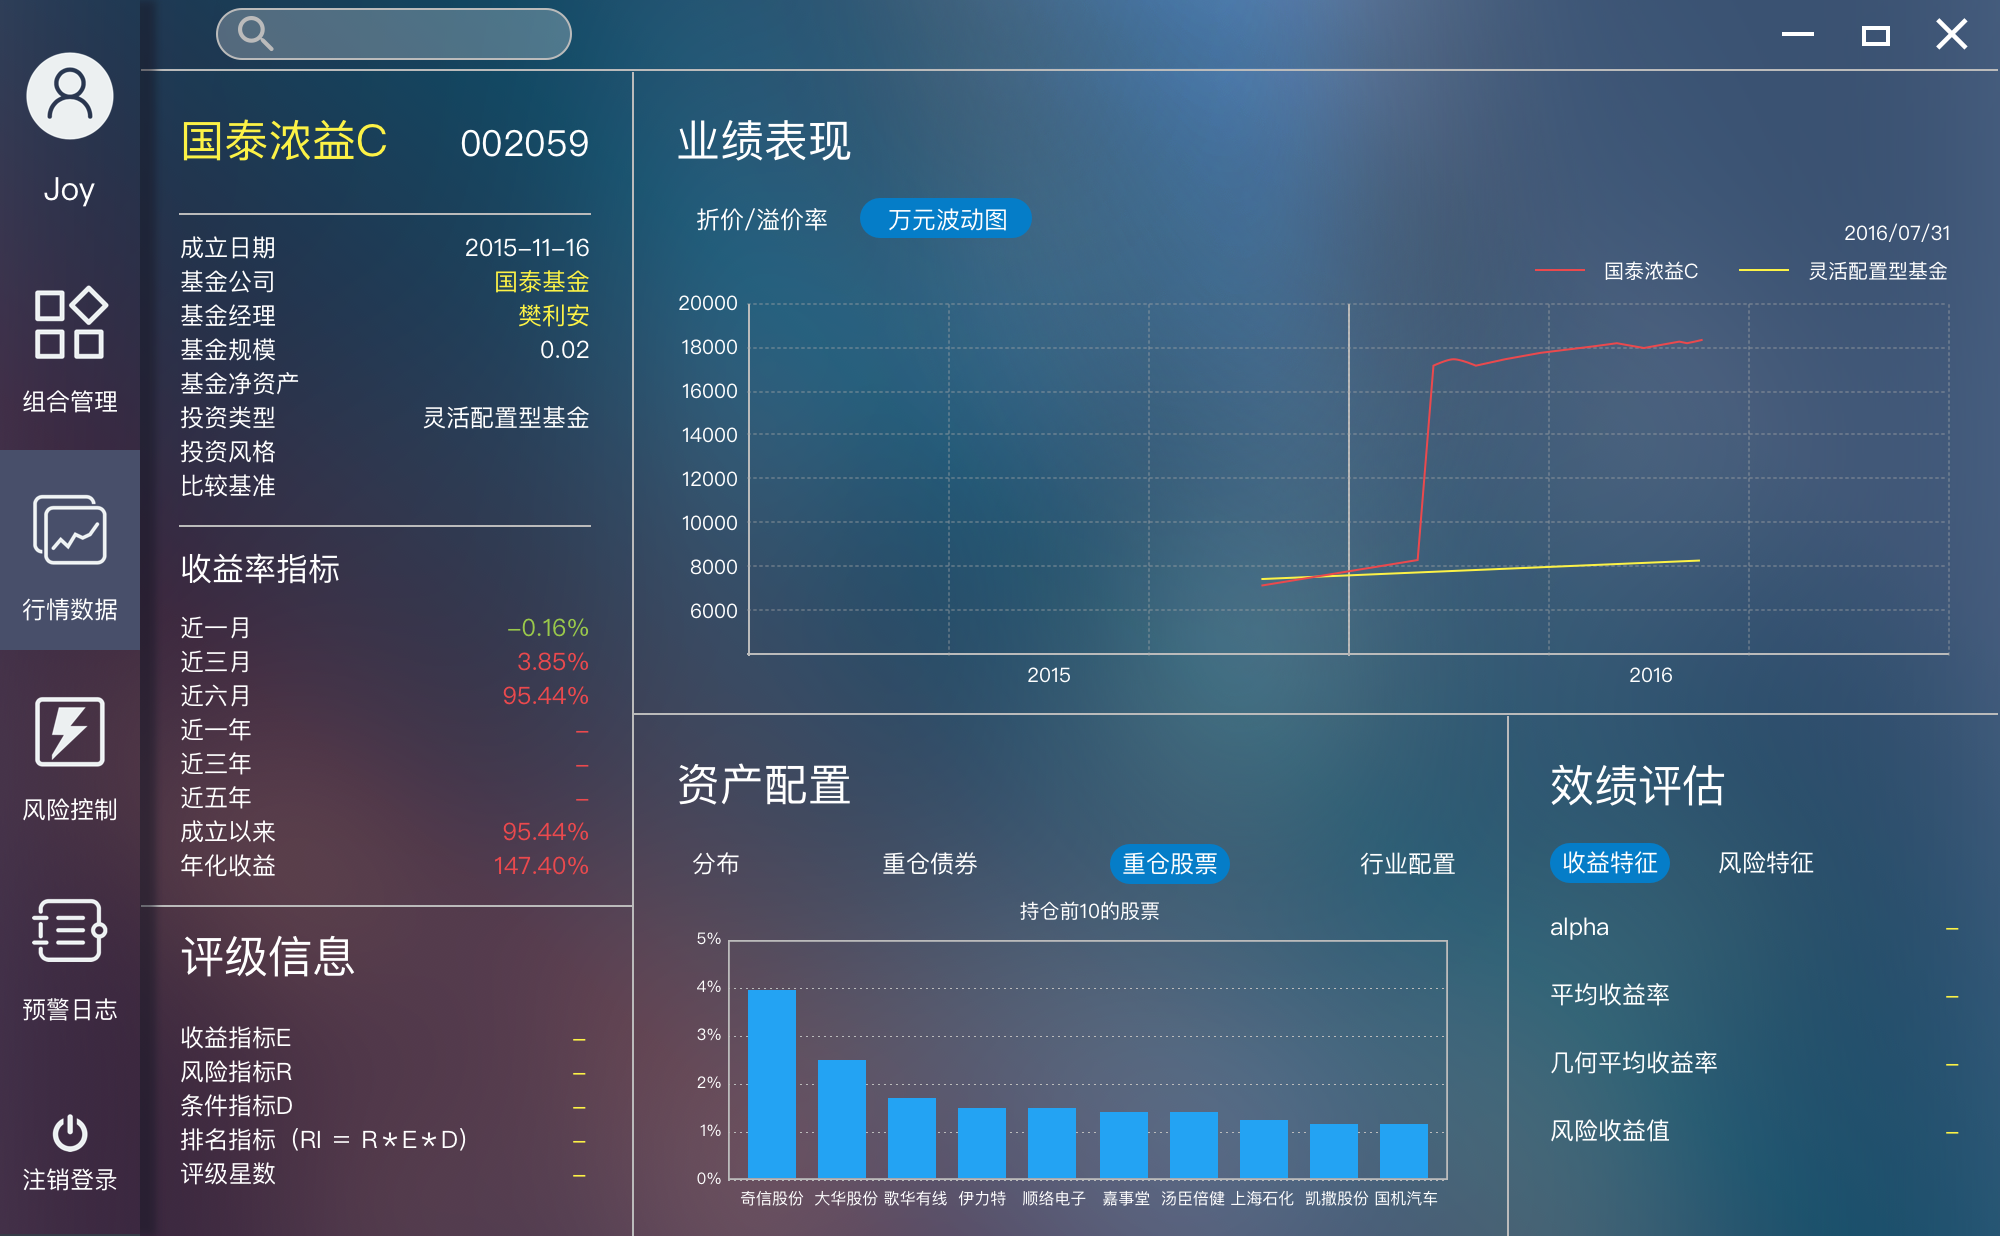 Joy
组合管理
行情数据
风险控制
预警日志
注销登录
国泰浓益C 002059
成立日期 2015-11-16
基金公司 国泰基金
基金经理 樊利安
基金规模 0.02
基金净资产
投资类型 灵活配置型基金
投资风格
比较基准
收益率指标
近一月 -0.16%
近三月 3.85%
近六月 95.44%
近一年 -
近三年 -
近五年 -
成立以来 95.44%
年化收益 147.40%
评级信息
收益指标E -
风险指标R -
条件指标D -
排名指标（RI = R*E*D） -
评级星数 -
业绩表现
折价/溢价率 万元波动图
2016/07/31
国泰浓益C 灵活配置型基金
20000
18000
16000
14000
12000
10000
8000
6000
2015 2016
资产配置
分布 重仓债券 重仓股票 行业配置
持仓前10的股票
5%
4%
3%
2%
1%
0%
奇信股份 大华股份 歌华有线 伊力特 顺络电子 嘉事堂 汤臣倍健 上海石化 凯撒股份 国机汽车
效绩评估
收益特征 风险特征
alpha -
平均收益率 -
几何平均收益率 -
风险收益值 -